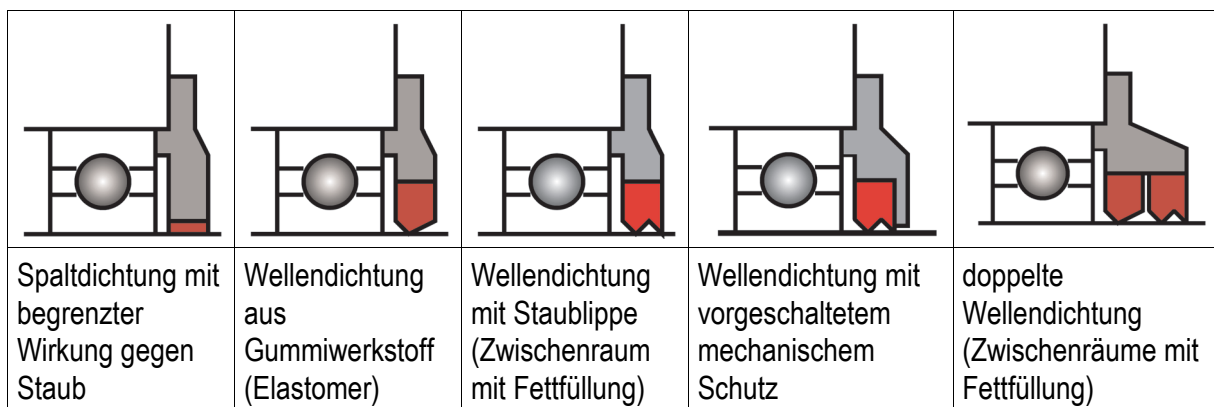 Spaltdichtung mit
begrenzter
Wirkung gegen
Staub
Wellendichtung
aus
Gummiwerkstoff
(Elastomer)
Wellendichtung
mit Staublippe
(Zwischenraum
mit Fettfüllung)
Wellendichtung mit
vorgeschaltetem
mechanischem
Schutz
doppelte
Wellendichtung
(Zwischenräume mit
Fettfüllung)